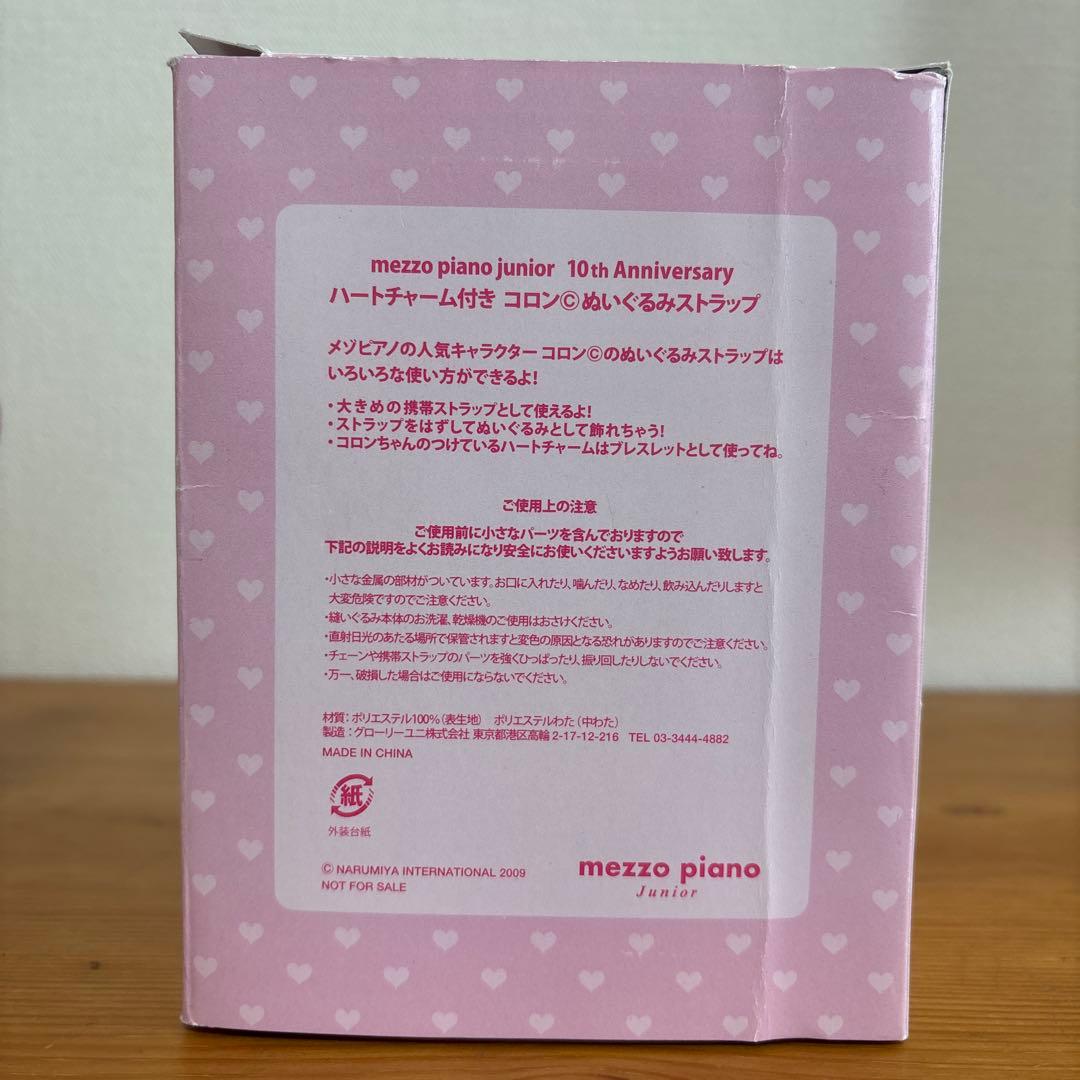 mezzo piano junior 10th Anniversary
ハートチャーム付き コロン©ぬいぐるみストラップ
メゾピアノの人気キャラクター コロン©のぬいぐるみストラップは
いろいろな使い方ができるよ!
・大きめの携帯ストラップとして使えるよ!
・ストラップをはずしてぬいぐるみとして飾れちゃう!
・コロンちゃんのつけているハートチャームはブレスレットとして使ってね。
ご使用上の注意
ご使用前に小さなパーツを含んでおりますので
下記の説明をよくお読みになり安全にお使いくださいますようお願い致します。
・小さな金属の部材がついています。お口に入れたり、噛んだり、なめたり、飲み込んだりしますと
大変危険ですのでご注意ください。
・縫いぐるみ本体のお洗濯、乾燥機のご使用はおさけください。
・直射日光のあたる場所で保管されますと変色の原因となる恐れがありますのでご注意ください。
・チェーンや携帯ストラップのパーツを強くひっぱったり、振り回したりしないでください。
・万一、破損した場合はご使用にならないでください。
材質：ポリエステル100%（表生地） ポリエステルわた（中わた）
製造：グローリーユニ株式会社 東京都港区高輪 2-17-12-216 TEL 03-3444-4882
MADE IN CHINA
紙
外装台紙
© NARUMIYA INTERNATIONAL 2009
NOT FOR SALE
mezzo piano
Junior